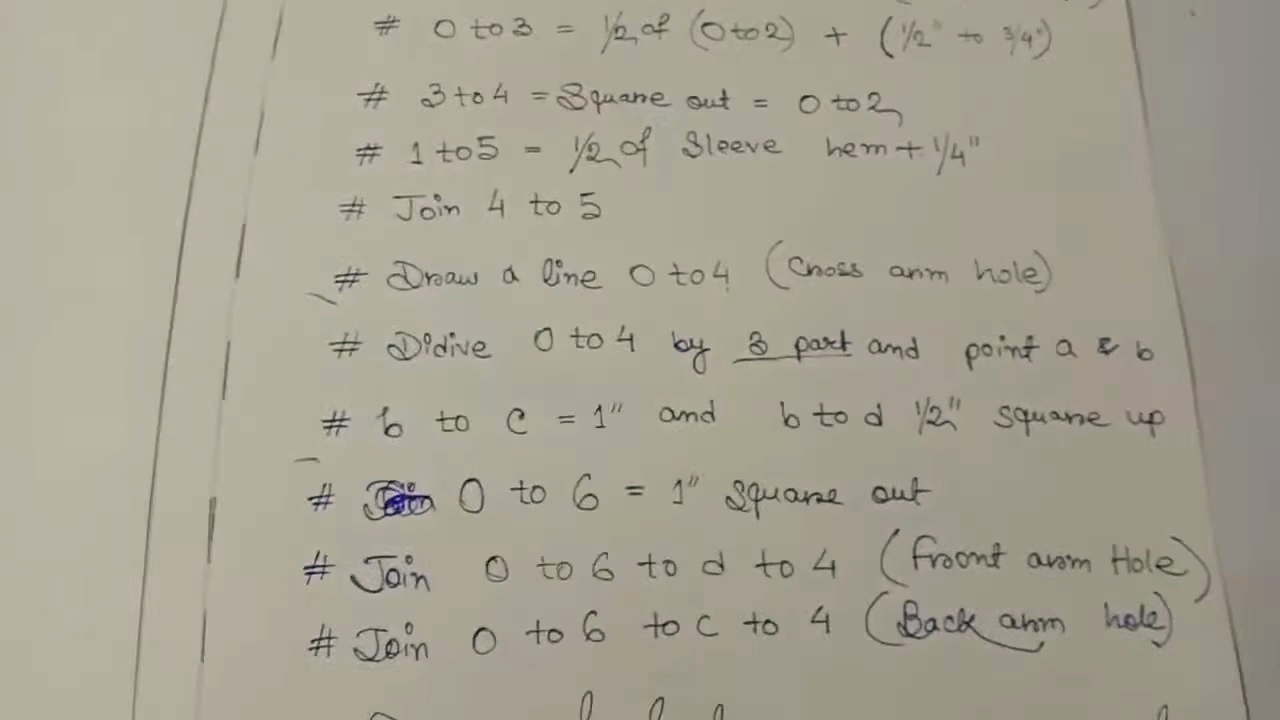 # 0 to 3 = 1/2 of (0 to 2) + (1/2" to 3/4")
# 3 to 4 = Square out = 0 to 2
# 1 to 5 = 1/2 of Sleeve hem + 1/4"
# Join 4 to 5
# Draw a line 0 to 4 (Cross arm hole)
# Didive 0 to 4 by 3 part and point a & b
# b to c = 1" and b to d 1/2" square up
# 0 to 6 = 1" Square out
# Join 0 to 6 to d to 4 (Froont arm Hole)
# Join 0 to 6 to c to 4 (Back arm hole)